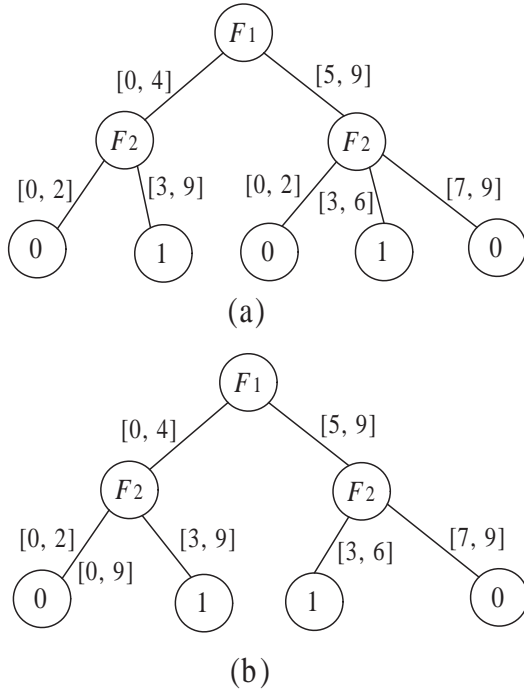 F1
[0, 4] [5, 9]
F2 F2
[0, 2] [3, 9] [0, 2] [3, 6] [7, 9]
0 1 0 1 0
(a)
F1
[0, 4] [5, 9]
F2 F2
[0, 2] [0, 9] [3, 9] [3, 6] [7, 9]
0 1 1 0
(b)